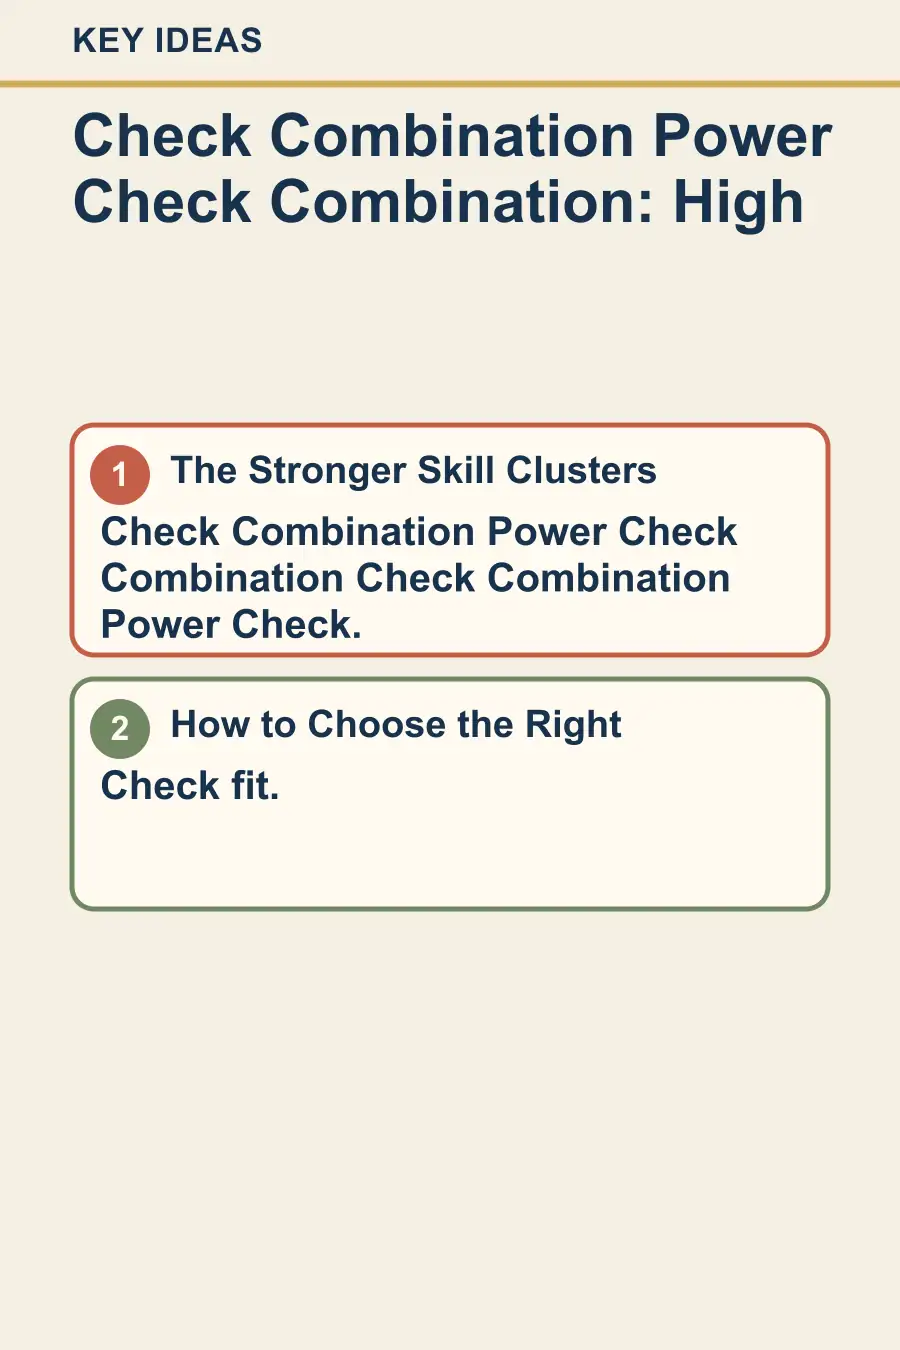 KEY IDEAS
Check Combination Power
Check Combination: High
1 The Stronger Skill Clusters
Check Combination Power Check
Combination Check Combination
Power Check.
2 How to Choose the Right
Check fit.